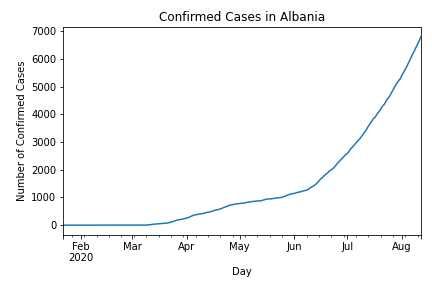 Confirmed Cases in Albania
Number of Confirmed Cases
7000
6000
5000
4000
3000
2000
1000
0
Feb Mar Apr May Jun Jul Aug
2020
Day